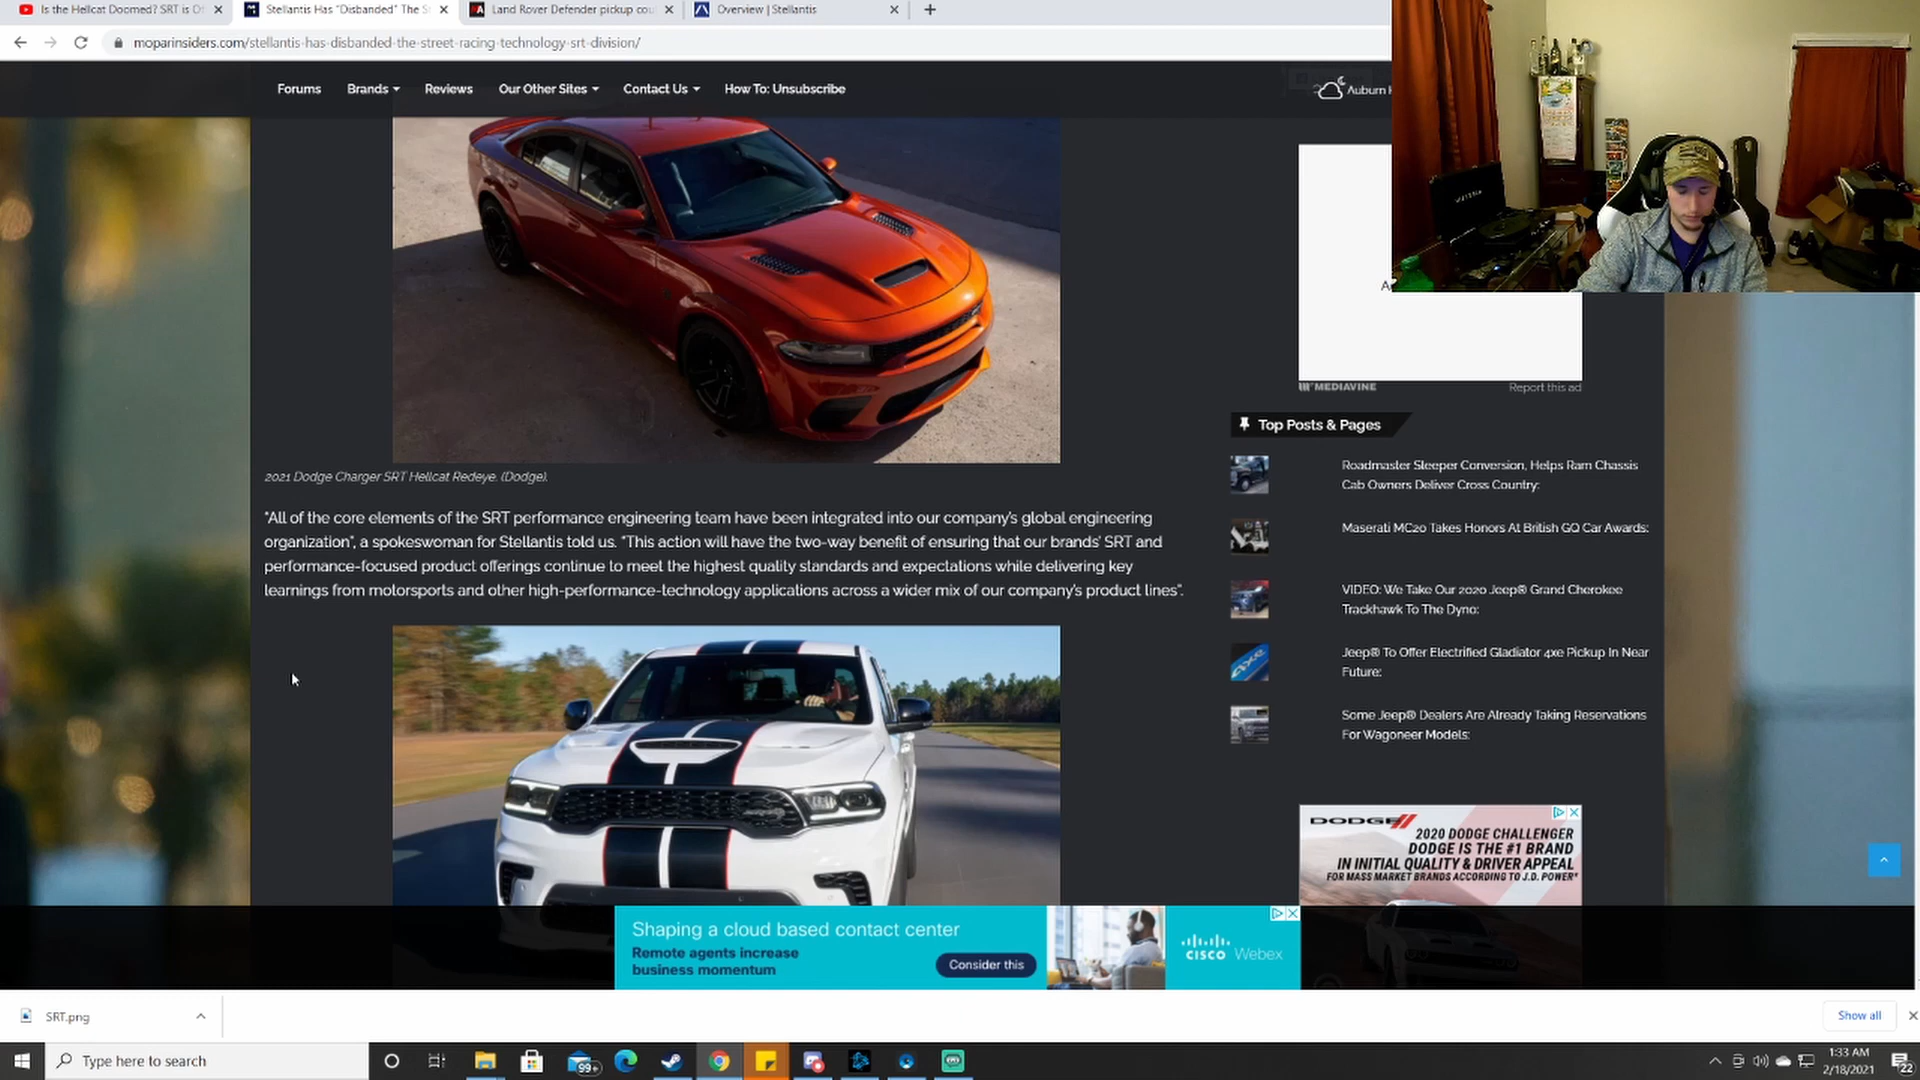 Is the Hellcat Doomed? SRT is O
Stellantis Has "Disbanded" The S
Land Rover Defender pickup cou
Overview | Stellantis
moparinsiders.com/stellantis-has-disbanded-the-street-racing-technology-srt-division/
Forums
Brands
Reviews
Our Other Sites
Contact Us
How To: Unsubscribe
Auburn
2021 Dodge Charger SRT Hellcat Redeye. (Dodge).
"All of the core elements of the SRT performance engineering team have been integrated into our company's global engineering
organization", a spokeswoman for Stellantis told us. "This action will have the two-way benefit of ensuring that our brands' SRT and
performance-focused product offerings continue to meet the highest quality standards and expectations while delivering key
learnings from motorsports and other high-performance-technology applications across a wider mix of our company's product lines".
MEDIAVINE
Report this ad
Top Posts & Pages
Roadmaster Sleeper Conversion, Helps Ram Chassis
Cab Owners Deliver Cross Country:
Maserati MC20 Takes Honors At British GQ Car Awards:
VIDEO: We Take Our 2020 Jeep® Grand Cherokee
Trackhawk To The Dyno:
Jeep® To Offer Electrified Gladiator 4xe Pickup In Near
Future:
Some Jeep® Dealers Are Already Taking Reservations
For Wagoneer Models:
DODGE
2020 DODGE CHALLENGER
DODGE IS THE #1 BRAND
IN INITIAL QUALITY & DRIVER APPEAL
FOR MASS MARKET BRANDS ACCORDING TO J.D. POWER*
Shaping a cloud based contact center
Remote agents increase
business momentum
Consider this
cisco Webex
SRT.png
Show all
Type here to search
99+
1:33 AM
2/18/2021
22